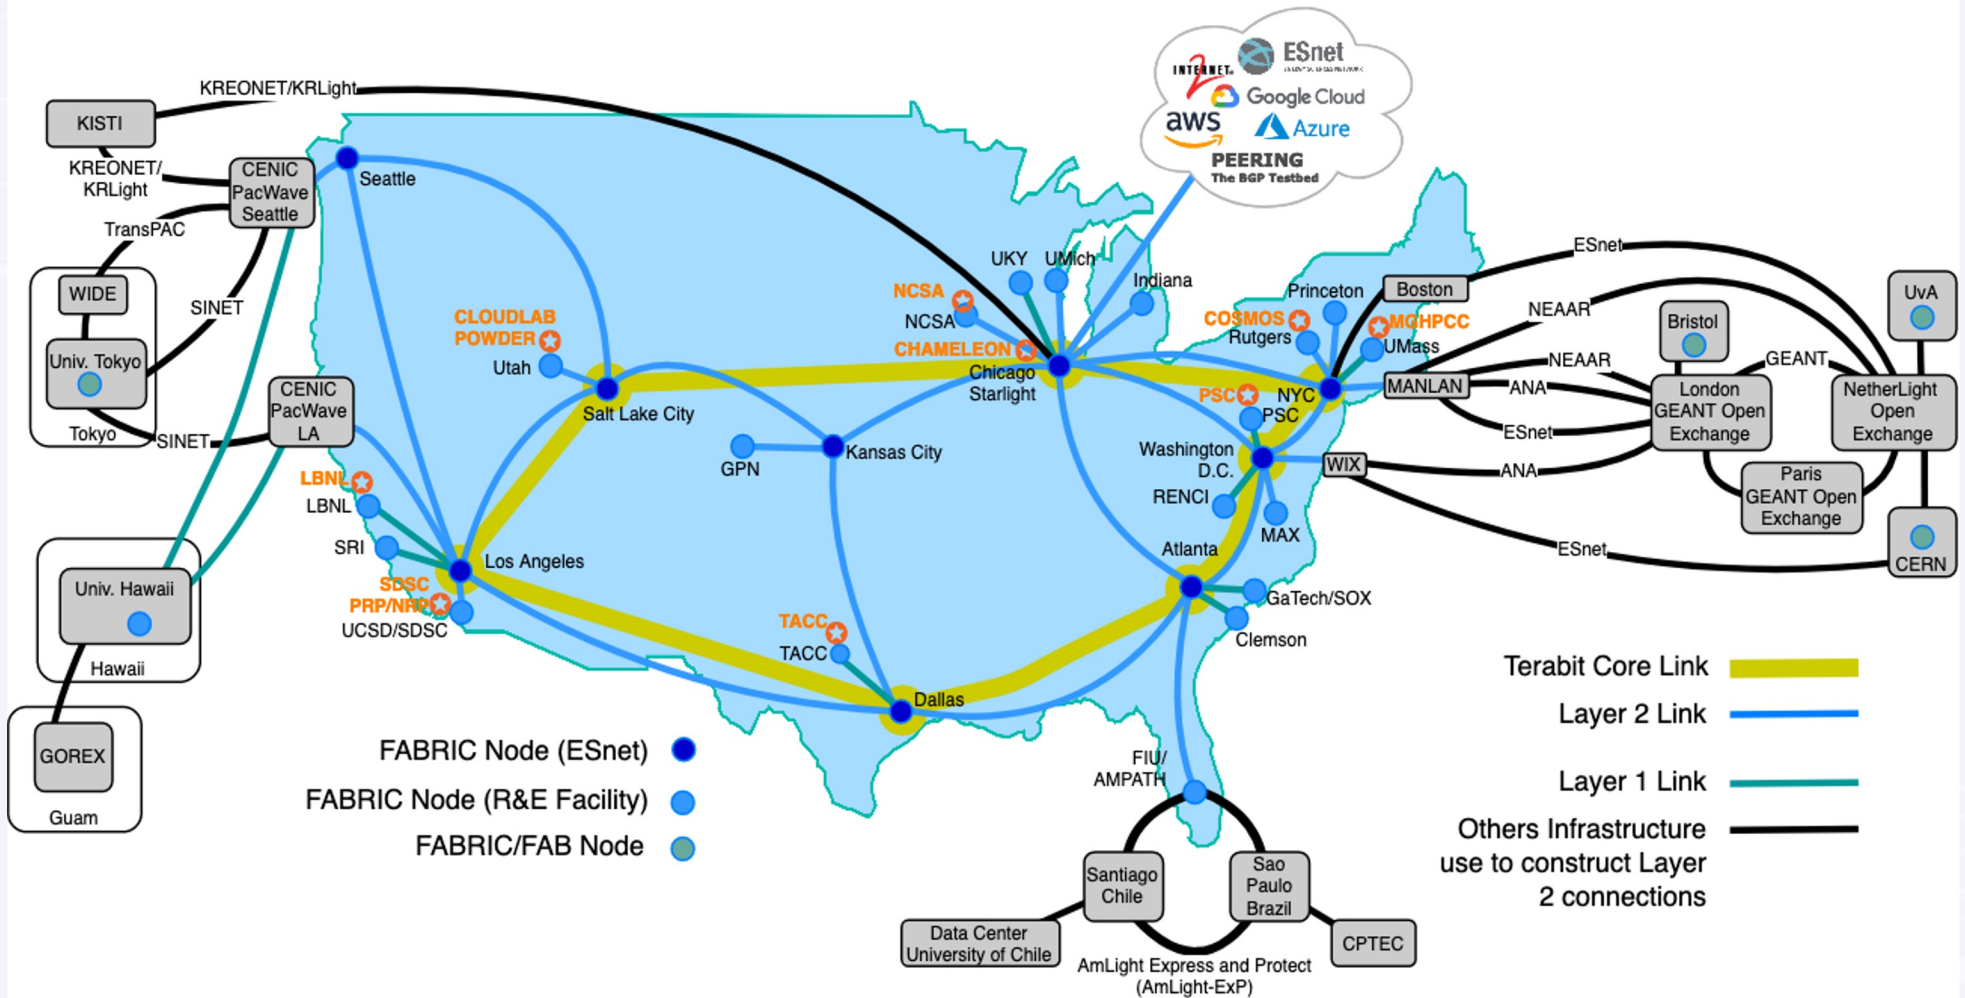 KREONET/KRLight
KISTI
KREONET/
KRLight
CENIC
PacWave
Seattle
TransPAC
WIDE
SINET
Univ. Tokyo
Tokyo
SINET
CENIC
PacWave
LA
Univ. Hawaii
Hawaii
GOREX
Guam
Seattle
CLOUDLAB
POWDER
Utah
Salt Lake City
LBNL
LBNL
SRI
Los Angeles
SDSC
PRP/NRP
UCSD/SDSC
GPN
Kansas City
TACC
TACC
Dallas
INTERNET
2
ESnet
Google Cloud
aws
Azure
PEERING
The BGP Testbed
UKY
UMich
Indiana
NCSA
NCSA
CHAMELEON
Chicago
Starlight
Princeton
COSMOS
Rutgers
MGHPCC
UMass
NYC
PSC
PSC
Washington
D.C.
RENCI
MAX
Atlanta
GaTech/SOX
Clemson
FIU/
AMPATH
Santiago
Chile
Sao
Paulo
Brazil
Data Center
University of Chile
CPTEC
AmLight Express and Protect
(AmLight-ExP)
Boston
MANLAN
WIX
ESnet
NEAAR
NEAAR
ANA
ESnet
ANA
ESnet
Bristol
GEANT
London
GEANT Open
Exchange
Paris
GEANT Open
Exchange
UvA
NetherLight
Open
Exchange
CERN
FABRIC Node (ESnet)
FABRIC Node (R&E Facility)
FABRIC/FAB Node
Terabit Core Link
Layer 2 Link
Layer 1 Link
Others Infrastructure
use to construct Layer
2 connections